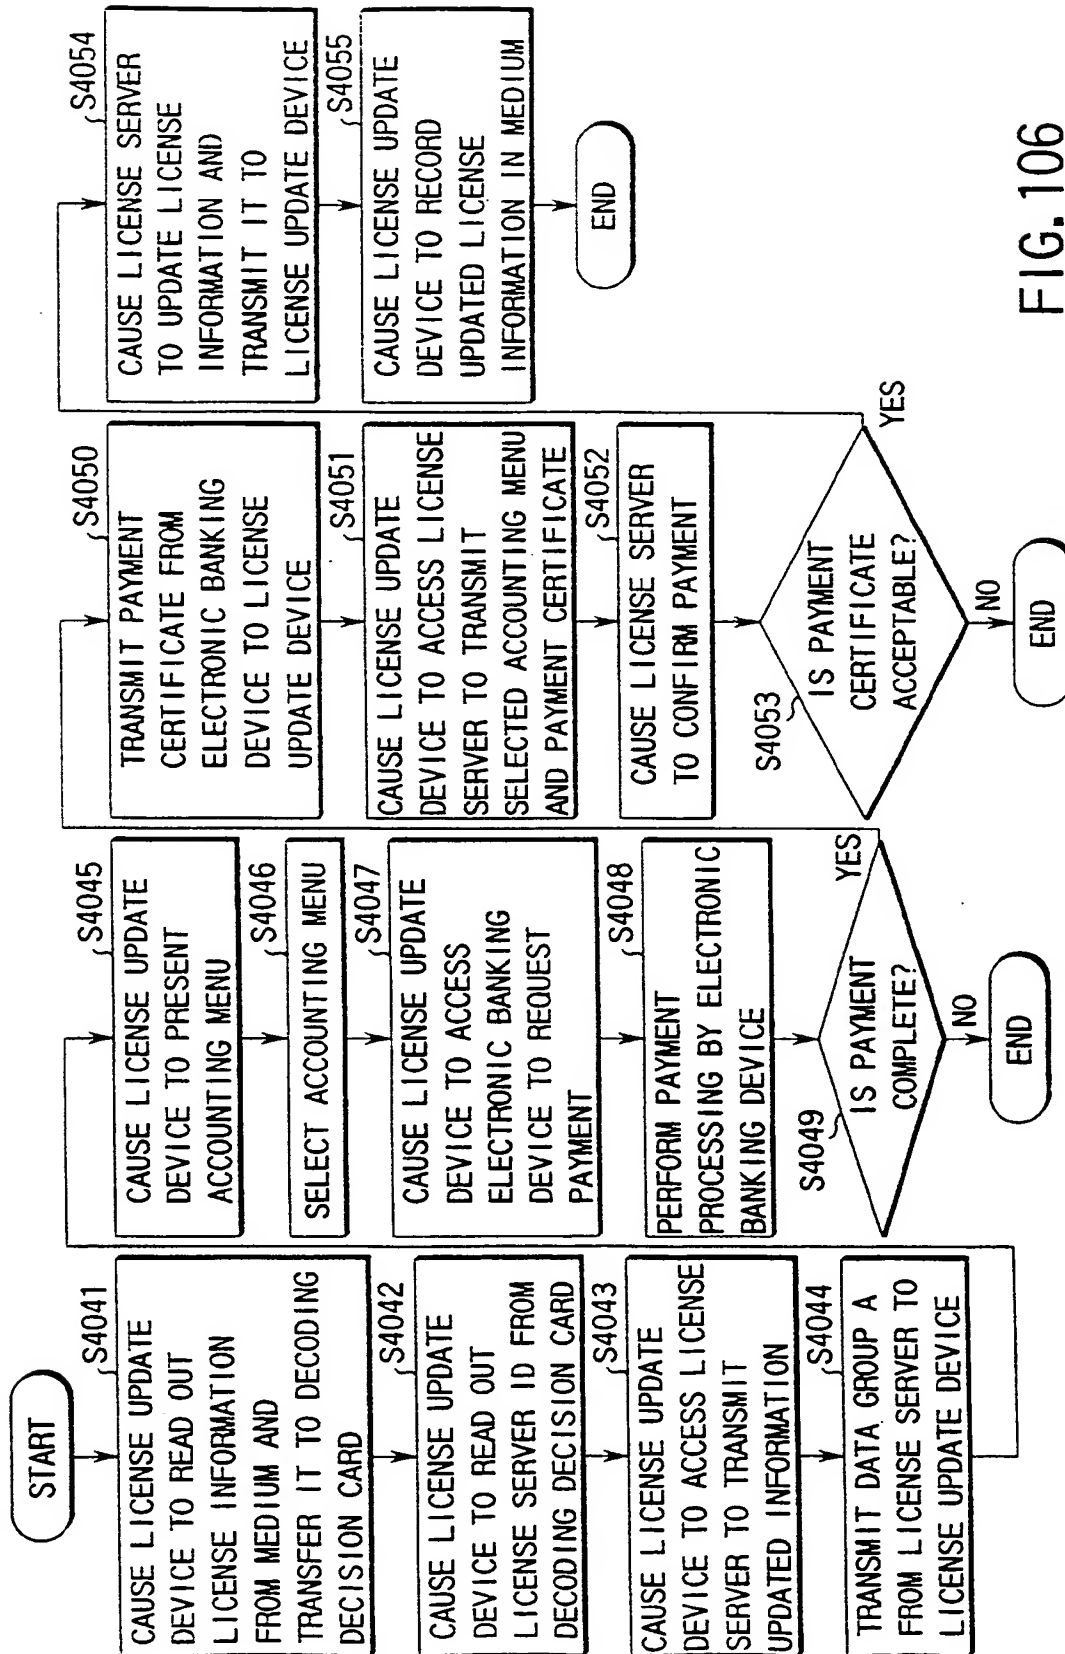 START
S4041
CAUSE LICENSE UPDATE
DEVICE TO READ OUT
LICENSE INFORMATION
FROM MEDIUM AND
TRANSFER IT TO DECODING
DECISION CARD
S4042
CAUSE LICENSE UPDATE
DEVICE TO READ OUT
LICENSE SERVER ID FROM
DECODING DECISION CARD
S4043
CAUSE LICENSE UPDATE
DEVICE TO ACCESS LICENSE
SERVER TO TRANSMIT
UPDATED INFORMATION
S4044
TRANSMIT DATA GROUP A
FROM LICENSE SERVER TO
LICENSE UPDATE DEVICE
S4045
CAUSE LICENSE UPDATE
DEVICE TO PRESENT
ACCOUNTING MENU
S4046
SELECT ACCOUNTING MENU
S4047
CAUSE LICENSE UPDATE
DEVICE TO ACCESS
ELECTRONIC BANKING
DEVICE TO REQUEST
PAYMENT
S4048
PERFORM PAYMENT
PROCESSING BY ELECTRONIC
BANKING DEVICE
S4049
IS PAYMENT
COMPLETE?
YES
NO
END
S4050
TRANSMIT PAYMENT
CERTIFICATE FROM
ELECTRONIC BANKING
DEVICE TO LICENSE
UPDATE DEVICE
S4051
CAUSE LICENSE UPDATE
DEVICE TO ACCESS LICENSE
SERVER TO TRANSMIT
SELECTED ACCOUNTING MENU
AND PAYMENT CERTIFICATE
S4052
CAUSE LICENSE SERVER
TO CONFIRM PAYMENT
S4053
IS PAYMENT
CERTIFICATE
ACCEPTABLE?
YES
NO
END
S4054
CAUSE LICENSE SERVER
TO UPDATE LICENSE
INFORMATION AND
TRANSMIT IT TO
LICENSE UPDATE DEVICE
S4055
CAUSE LICENSE UPDATE
DEVICE TO RECORD
UPDATED LICENSE
INFORMATION IN MEDIUM
END
FIG.106